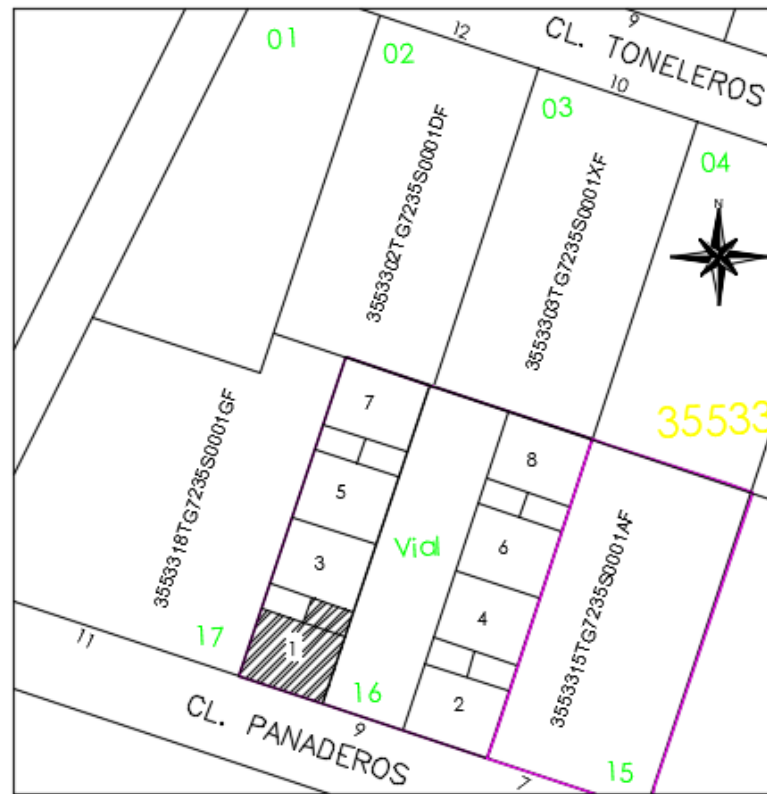 9
12
CL. TONELEROS
01
02
10
03
04
N
3553302TG7235S0001DF
3553303TG7235S0001XF
35533
7
8
3553318TG7235S0001GF
5
Vial
6
3553315TG7235S0001AF
3
4
1
17
11
16
2
9
CL. PANADEROS
7
15